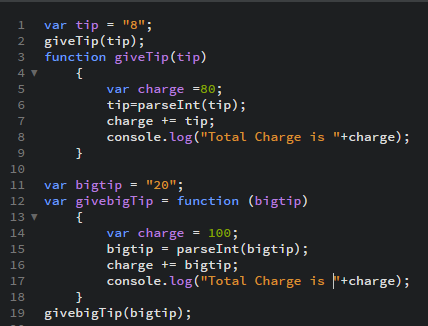 1 var tip = "8";
2 giveTip(tip);
3 function giveTip(tip)
4 {
5 var charge =80;
6 tip=parseInt(tip);
7 charge += tip;
8 console.log("Total Charge is "+charge);
9 }
10
11 var bigtip = "20";
12 var givebigTip = function (bigtip)
13 {
14 var charge = 100;
15 bigtip = parseInt(bigtip);
16 charge += bigtip;
17 console.log("Total Charge is "+charge);
18 }
19 givebigTip(bigtip);